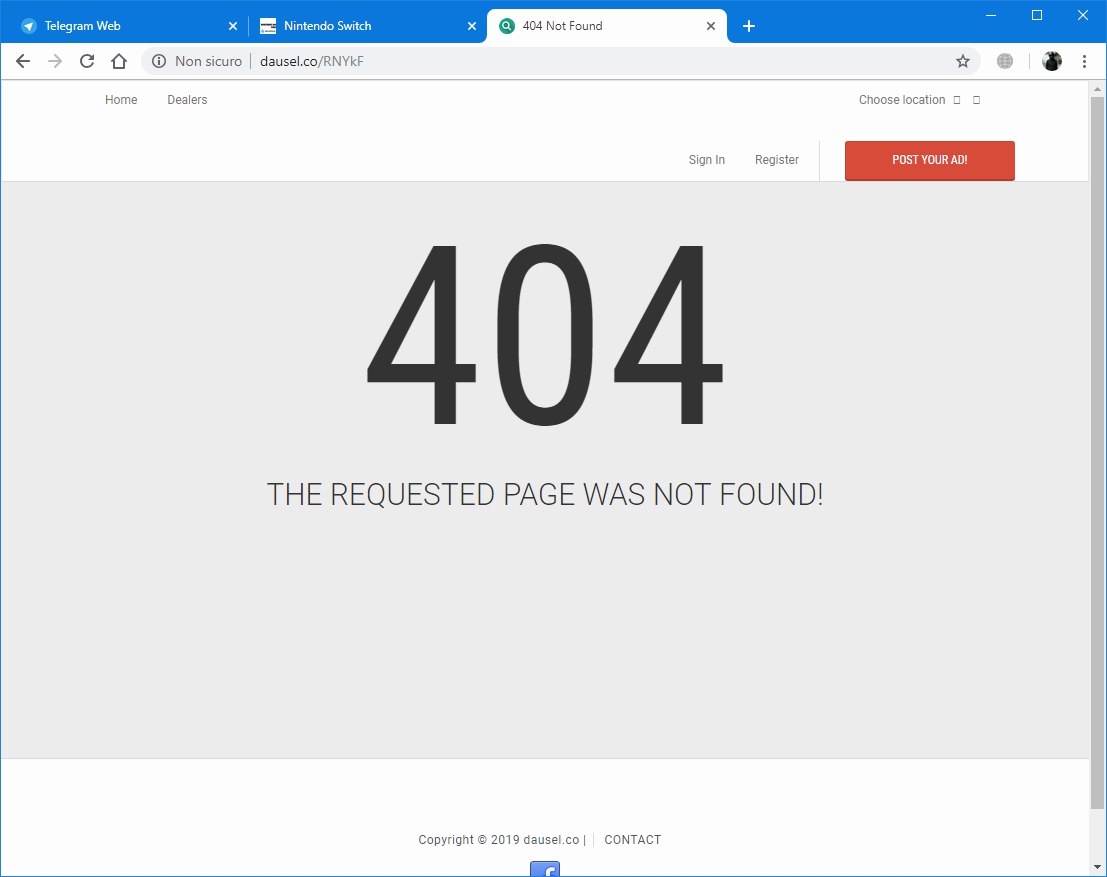 Telegram Web
Nintendo Switch
404 Not Found
Non sicuro
dausel.co/RNYkF
Home
Dealers
Choose location
Sign In
Register
POST YOUR AD!
404
THE REQUESTED PAGE WAS NOT FOUND!
Copyright © 2019 dausel.co |
CONTACT